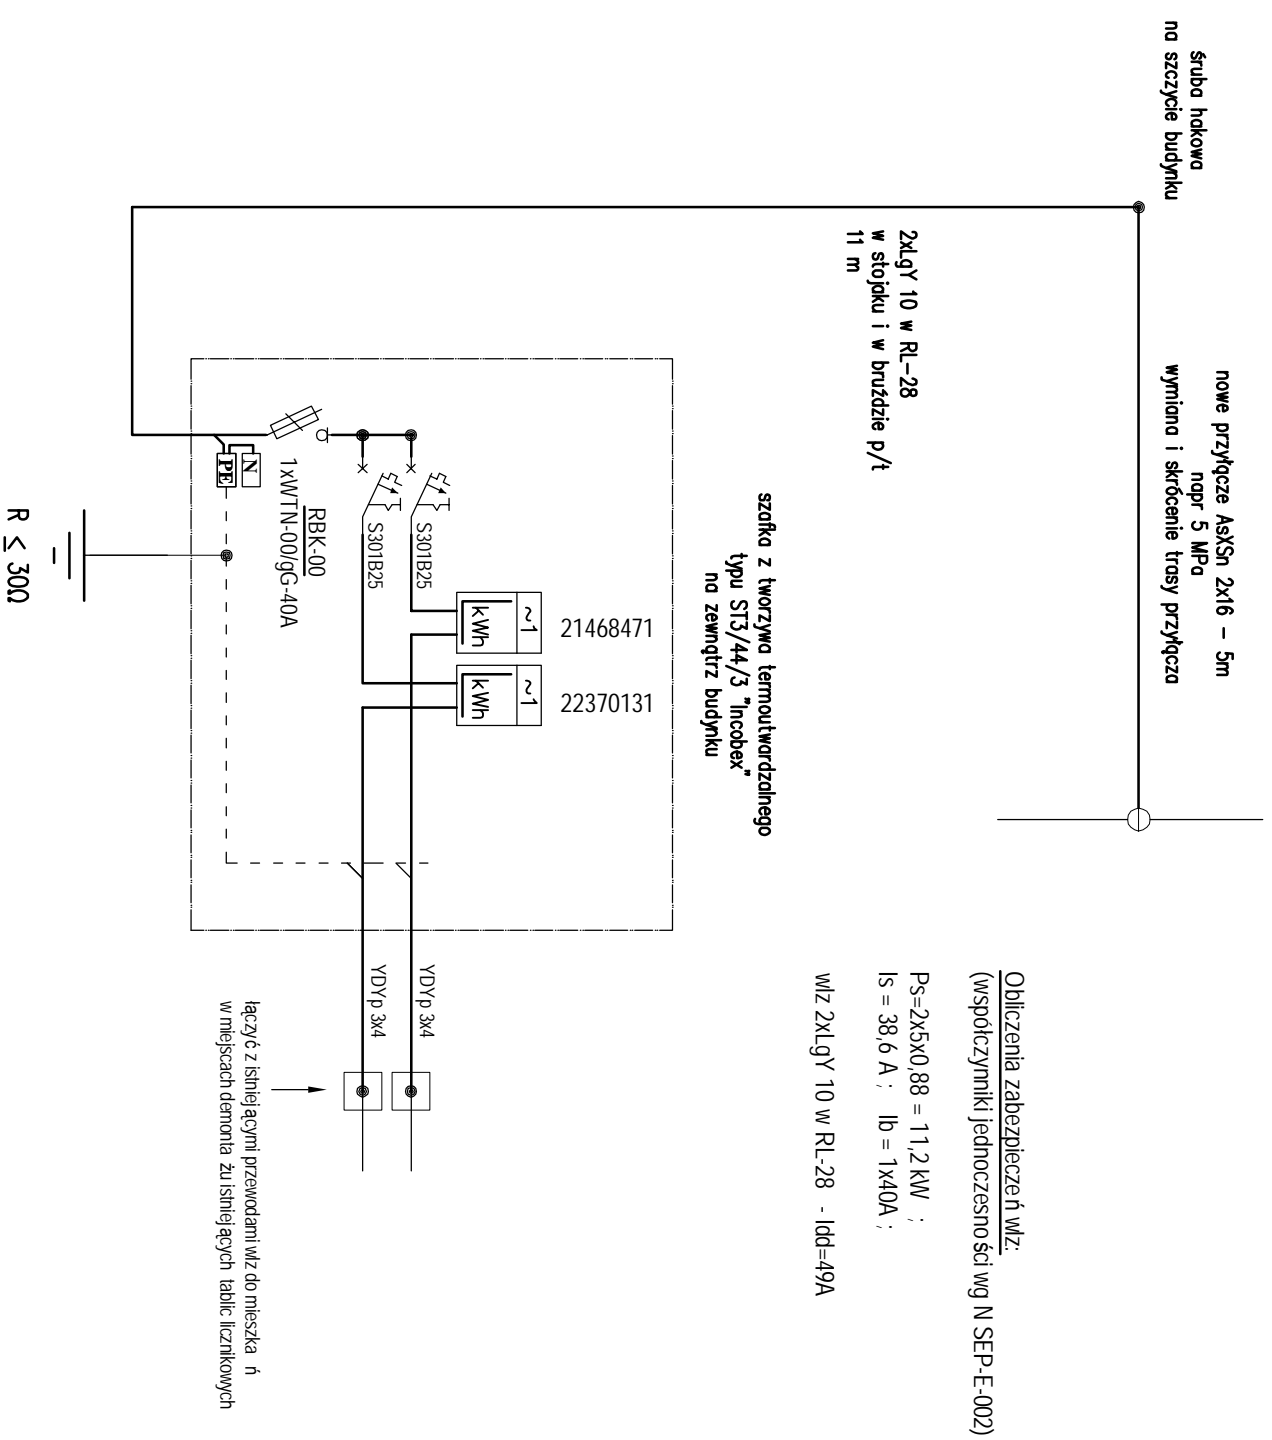 śruba hakowa
na szczycie budynku
nowe przyłącze AsXSn 2x16 – 5m
napr 5 MPa
wymiana i skrócenie trasy przyłącza
2xLgY 10 w RL–28
w stojaku i w bruździe p/t
11 m
szafka z tworzywa termoutwardzalnego
typu ST3/44/3 "Incobex"
na zewnątrz budynku
Obliczenia zabezpieczeń wlz:
(współczynniki jednoczesności wg N SEP-E-002)
Ps=2x5x0,88 = 11,2 kW ;
Is = 38,6 A ; Ib = 1x40A ;
wlz 2xLgY 10 w RL-28 - Idd=49A
21468471
22370131
~1
kWh
~1
kWh
S301B25
S301B25
RBK-00
1xWTN-00/gG-40A
N
PE
YDYp 3x4
YDYp 3x4
łączyć z istniejącymi przewodami wlz do mieszkań
w miejscach demontażu istniejących tablic licznikowych
R ≤ 30Ω